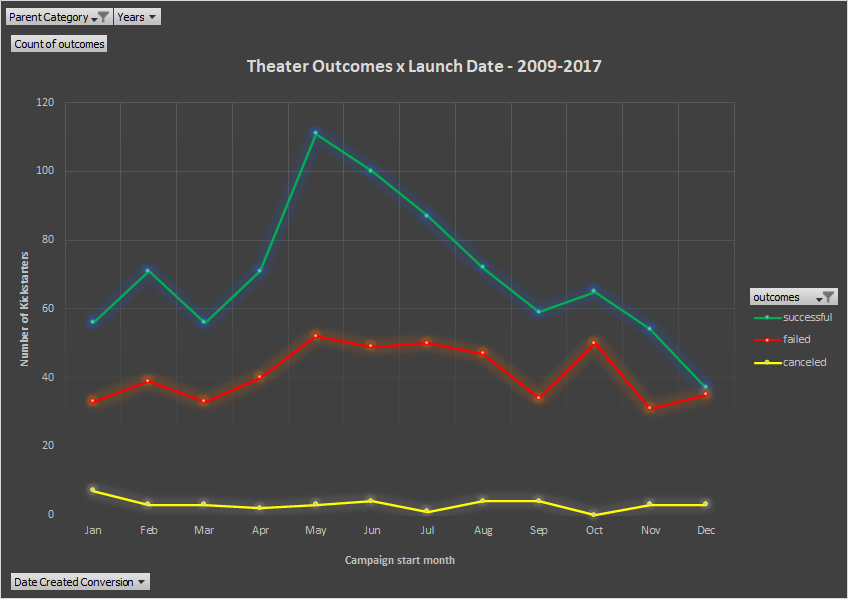 Parent Category Years
Count of outcomes
Theater Outcomes x Launch Date - 2009-2017
120
100
80
60
40
20
0
Number of Kickstarters
Jan Feb Mar Apr May Jun Jul Aug Sep Oct Nov Dec
Campaign start month
outcomes
successful
failed
canceled
Date Created Conversion